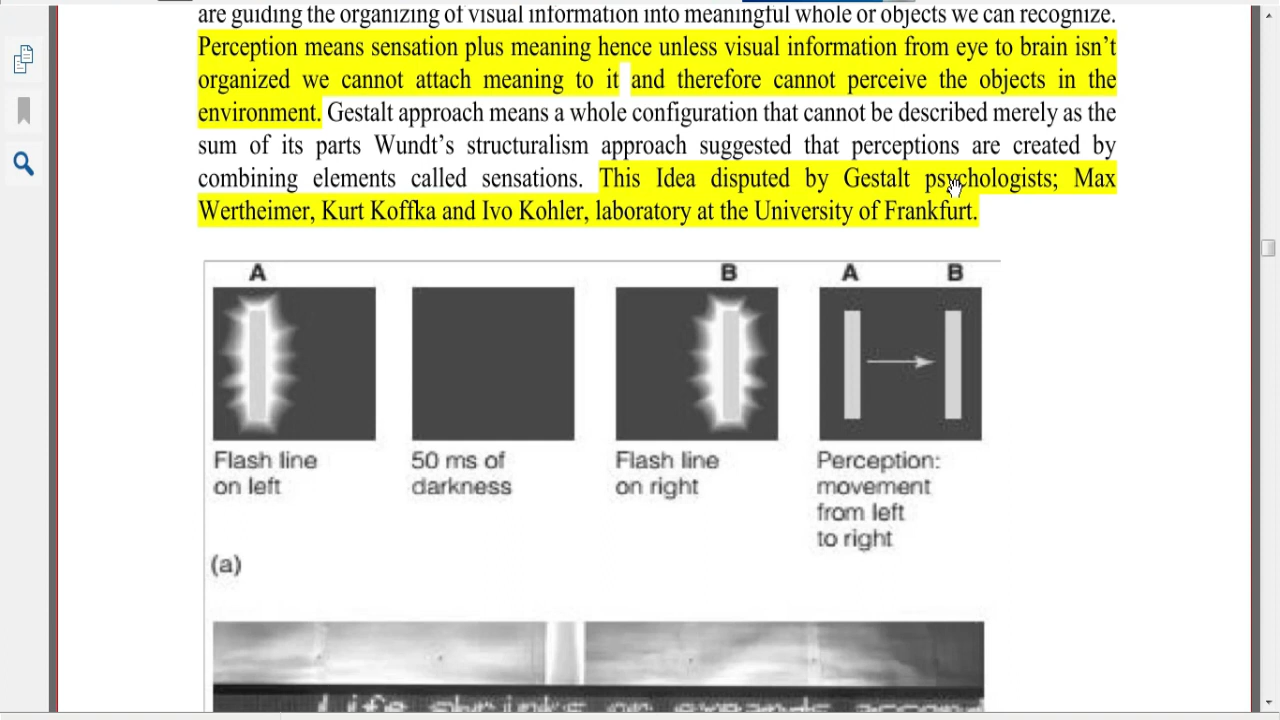 are guiding the organizing of visual information into meaningful whole or objects we can recognize.
Perception means sensation plus meaning hence unless visual information from eye to brain isn't
organized we cannot attach meaning to it and therefore cannot perceive the objects in the
environment. Gestalt approach means a whole configuration that cannot be described merely as the
sum of its parts Wundt's structuralism approach suggested that perceptions are created by
combining elements called sensations. This Idea disputed by Gestalt psychologists; Max
Wertheimer, Kurt Koffka and Ivo Kohler, laboratory at the University of Frankfurt.
A B A B
Flash line 50 ms of Flash line Perception:
on left darkness on right movement
from left
to right
(a)
Life shrinks or expands